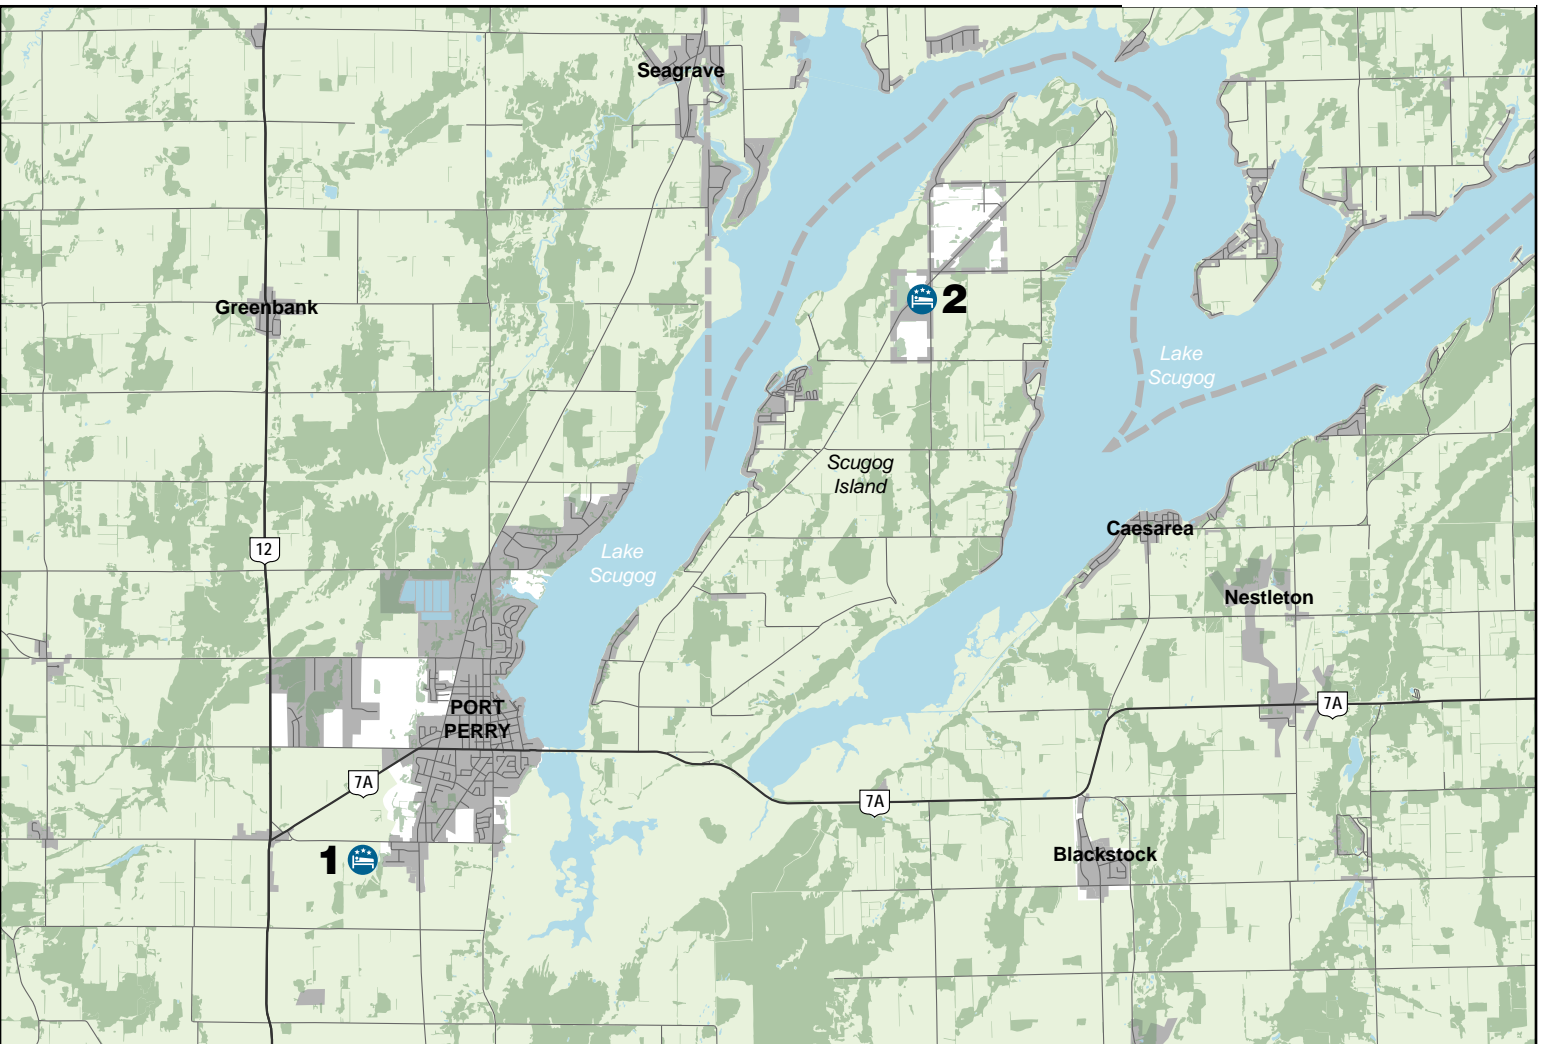 Seagrave
Greenbank
2
Lake
Scugog
Scugog
Island
12
Lake
Scugog
Caesarea
Nestleton
PORT
PERRY
7A
7A
7A
1
Blackstock